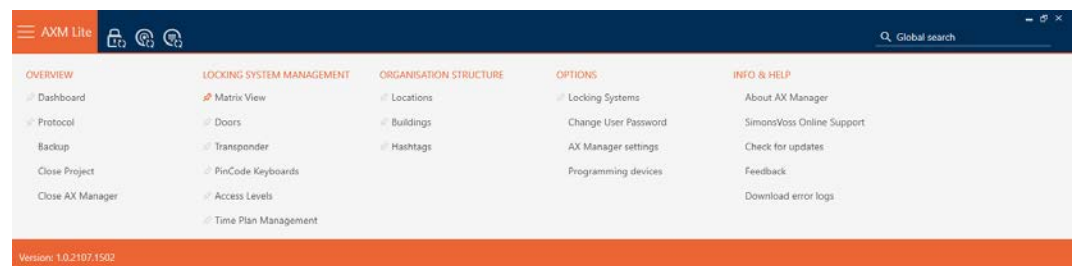 AXM Lite
Global search
OVERVIEW
Dashboard
Protocol
Backup
Close Project
Close AX Manager
LOCKING SYSTEM MANAGEMENT
Matrix View
Doors
Transponder
PinCode Keyboards
Access Levels
Time Plan Management
ORGANISATION STRUCTURE
Locations
Buildings
Hashtags
OPTIONS
Locking Systems
Change User Password
AX Manager settings
Programming devices
INFO & HELP
About AX Manager
SimonsVoss Online Support
Check for updates
Feedback
Download error logs
Version: 1.0.2107.1502